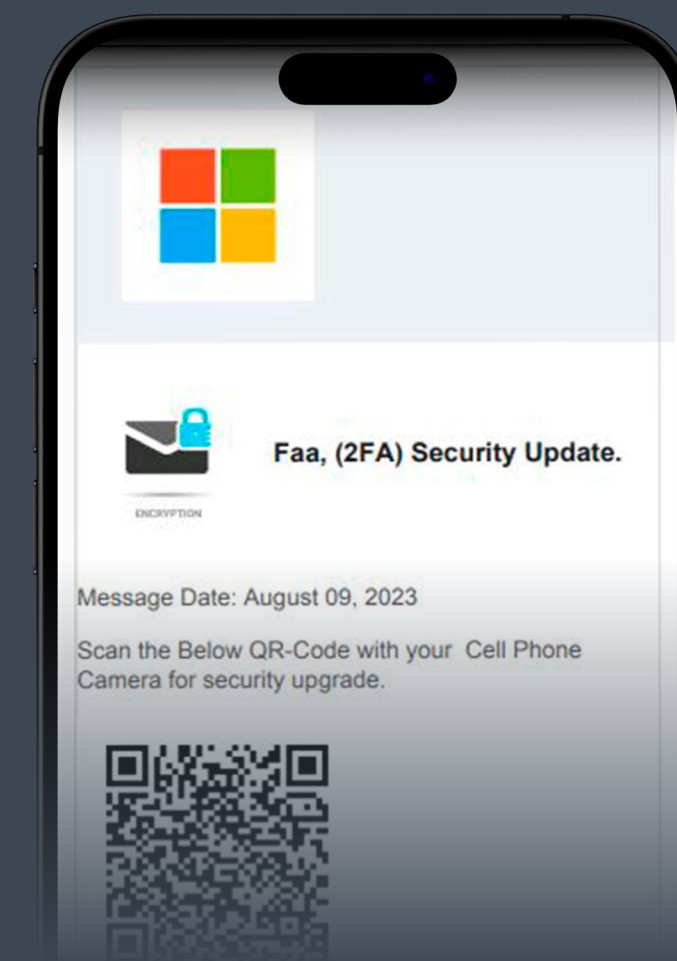 ENCRYPTION
Faa, (2FA) Security Update.
Message Date: August 09, 2023
Scan the Below QR-Code with your Cell Phone
Camera for security upgrade.